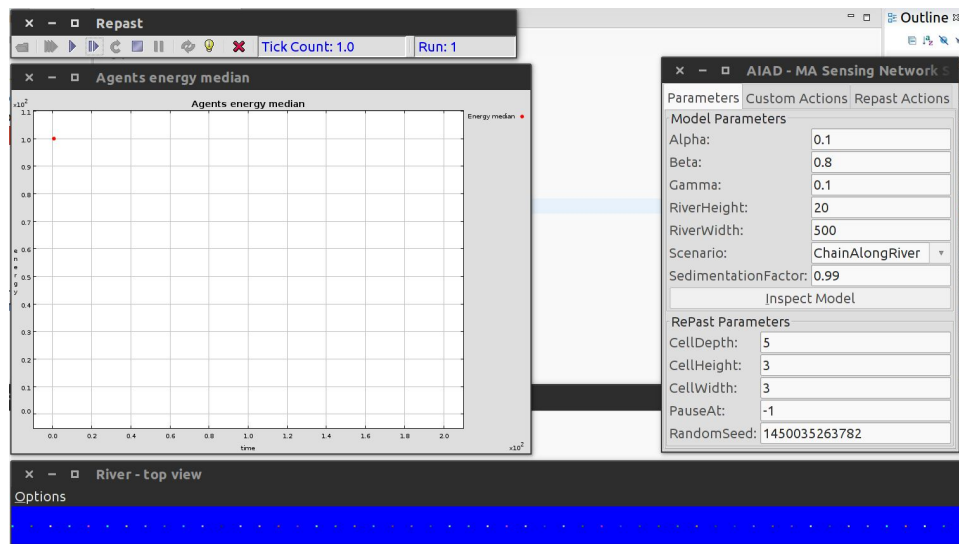 Repast
Tick Count: 1.0
Run: 1
Outline
Agents energy median
Agents energy median
x10²
1.1
1.0
0.9
0.8
0.7
0.6
0.5
0.4
0.3
0.2
0.1
0.0
energy
0.0 0.2 0.4 0.6 0.8 1.0 1.2 1.4 1.6 1.8 2.0
time
x10²
Energy median
AIAD - MA Sensing Network S
Parameters Custom Actions Repast Actions
Model Parameters
Alpha: 0.1
Beta: 0.8
Gamma: 0.1
RiverHeight: 20
RiverWidth: 500
Scenario: ChainAlongRiver
SedimentationFactor: 0.99
Inspect Model
RePast Parameters
CellDepth: 5
CellHeight: 3
CellWidth: 3
PauseAt: -1
RandomSeed: 1450035263782
River - top view
Options